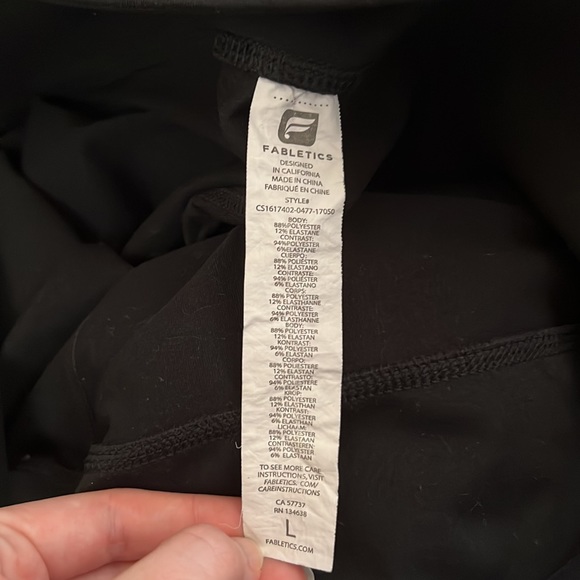 FABLETICS
DESIGNED
IN CALIFORNIA
MADE IN CHINA
FABRIQUÉ EN CHINE
STYLE#
CS1617402-0477-17050
BODY:
88%POLYESTER
12% ELASTANE
CONTRAST:
94%POLYESTER
6%ELASTANE
CUERPO:
88% POLIÉSTER
12% ELASTANO
CONTRASTE:
94% POLIÉSTER
6% ELASTANO
CORPS:
88% POLYESTER
12% ÉLASTHANNE
CONTRASTE:
94% POLYESTER
6% ÉLASTHANNE
BODY:
88% POLYESTER
12% ELASTAN
KONTRAST:
94% POLYESTER
6% ELASTAN
CORPO:
88% POLIESTERE
12% ELASTAN
CONTRASTO:
94% POLIESTERE
6% ELASTAN
KROP:
88% POLYESTER
12% ELASTHAN
KONTRAST:
94% POLYESTER
6% ELASTHAN
LICHAAM:
88% POLYESTER
12% ELASTAAN
CONTRASTEREN:
94% POLYESTER
6% ELASTAAN
TO SEE MORE CARE
INSTRUCTIONS, VISIT
FABLETICS. COM/
CAREINSTRUCTIONS
CA 57737
RN 134638
L
FABLETICS.COM